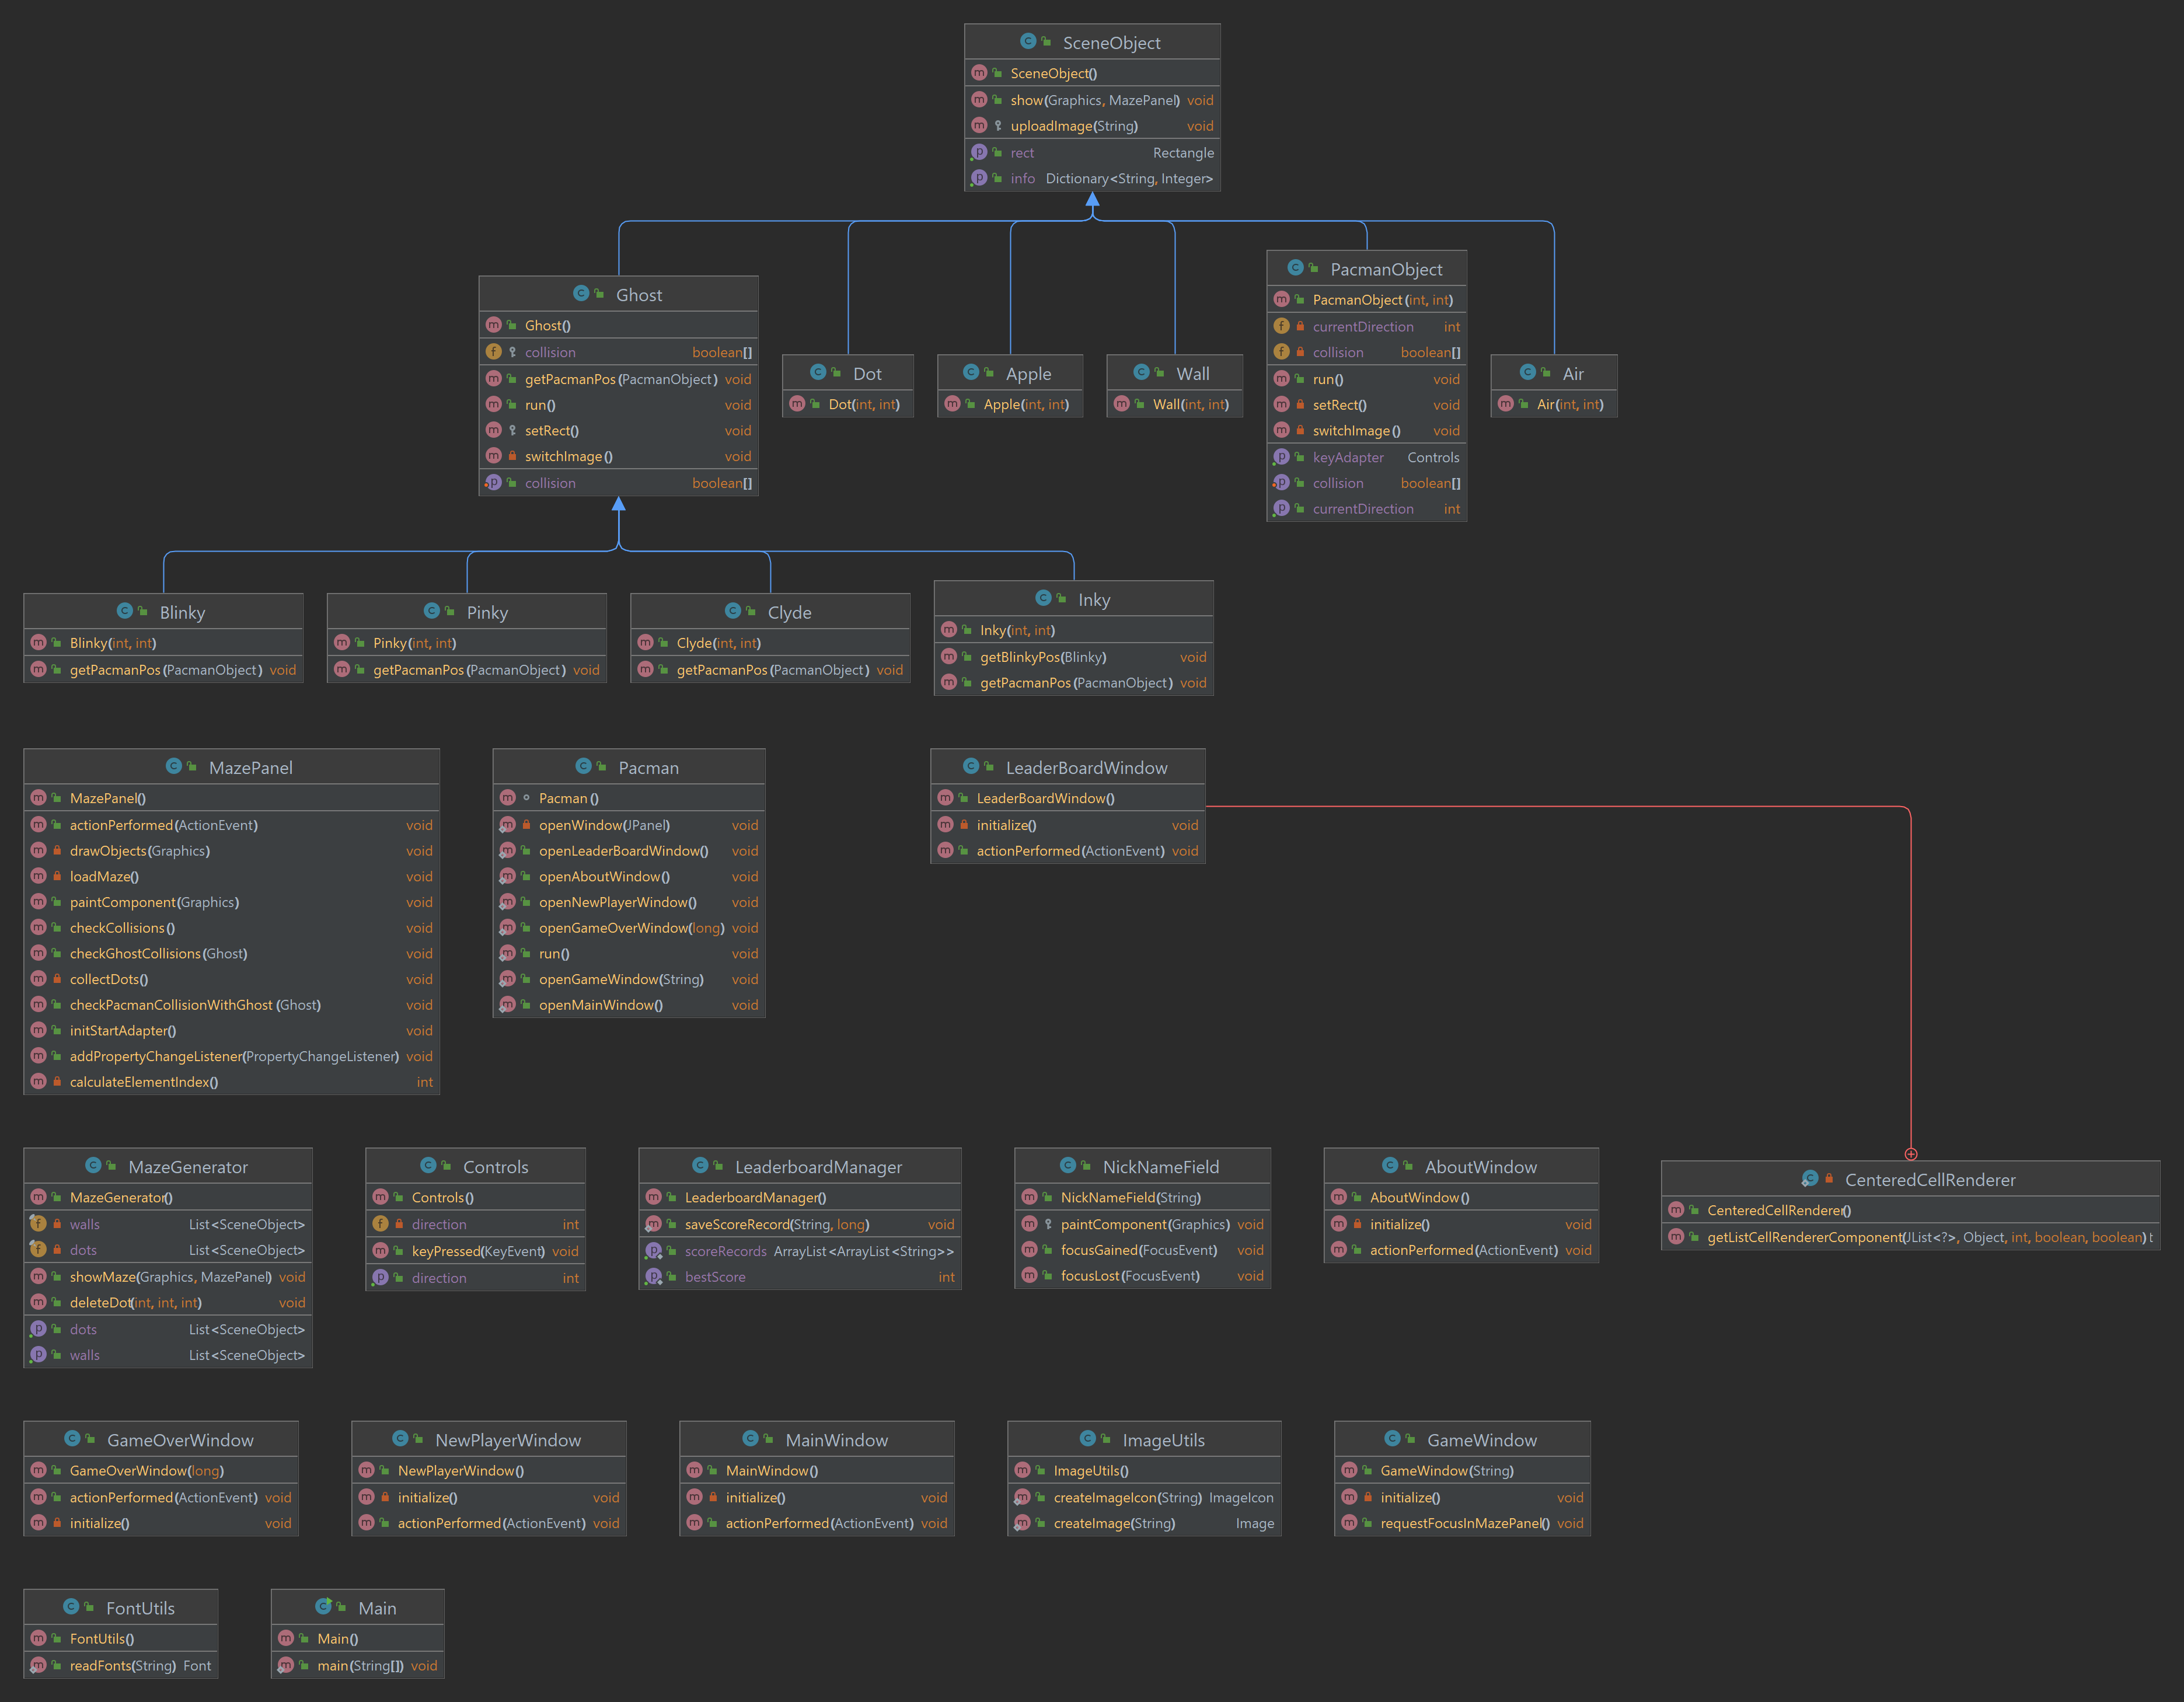 SceneObject
SceneObject()
show(Graphics, MazePanel) void
uploadImage(String) void
rect Rectangle
info Dictionary<String, Integer>
Ghost
Ghost()
collision boolean[]
getPacmanPos(PacmanObject) void
run() void
setRect() void
switchImage() void
collision boolean[]
Dot
Dot(int, int)
Apple
Apple(int, int)
Wall
Wall(int, int)
PacmanObject
PacmanObject(int, int)
currentDirection int
collision boolean[]
run() void
setRect() void
switchImage() void
keyAdapter Controls
collision boolean[]
currentDirection int
Air
Air(int, int)
Blinky
Blinky(int, int)
getPacmanPos(PacmanObject) void
Pinky
Pinky(int, int)
getPacmanPos(PacmanObject) void
Clyde
Clyde(int, int)
getPacmanPos(PacmanObject) void
Inky
Inky(int, int)
getBlinkyPos(Blinky) void
getPacmanPos(PacmanObject) void
MazePanel
MazePanel()
actionPerformed(ActionEvent) void
drawObjects(Graphics) void
loadMaze() void
paintComponent(Graphics) void
checkCollisions() void
checkGhostCollisions(Ghost) void
collectDots() void
checkPacmanCollisionWithGhost(Ghost) void
initStartAdapter() void
addPropertyChangeListener(PropertyChangeListener) void
calculateElementIndex() int
Pacman
Pacman()
openWindow(JPanel) void
openLeaderBoardWindow() void
openAboutWindow() void
openNewPlayerWindow() void
openGameOverWindow(long) void
run() void
openGameWindow(String) void
openMainWindow() void
LeaderBoardWindow
LeaderBoardWindow()
initialize() void
actionPerformed(ActionEvent) void
MazeGenerator
MazeGenerator()
walls List<SceneObject>
dots List<SceneObject>
showMaze(Graphics, MazePanel) void
deleteDot(int, int, int) void
dots List<SceneObject>
walls List<SceneObject>
Controls
Controls()
direction int
keyPressed(KeyEvent) void
direction int
LeaderboardManager
LeaderboardManager()
saveScoreRecord(String, long) void
scoreRecords ArrayList<ArrayList<String>>
bestScore int
NickNameField
NickNameField(String)
paintComponent(Graphics) void
focusGained(FocusEvent) void
focusLost(FocusEvent) void
AboutWindow
AboutWindow()
initialize() void
actionPerformed(ActionEvent) void
CenteredCellRenderer
CenteredCellRenderer()
getListCellRendererComponent(JList<?>, Object, int, boolean, boolean) t
GameOverWindow
GameOverWindow(long)
actionPerformed(ActionEvent) void
initialize() void
NewPlayerWindow
NewPlayerWindow()
initialize() void
actionPerformed(ActionEvent) void
MainWindow
MainWindow()
initialize() void
actionPerformed(ActionEvent) void
ImageUtils
ImageUtils()
createImageIcon(String) ImageIcon
createImage(String) Image
GameWindow
GameWindow(String)
initialize() void
requestFocusInMazePanel() void
FontUtils
FontUtils()
readFonts(String) Font
Main
Main()
main(String[]) void